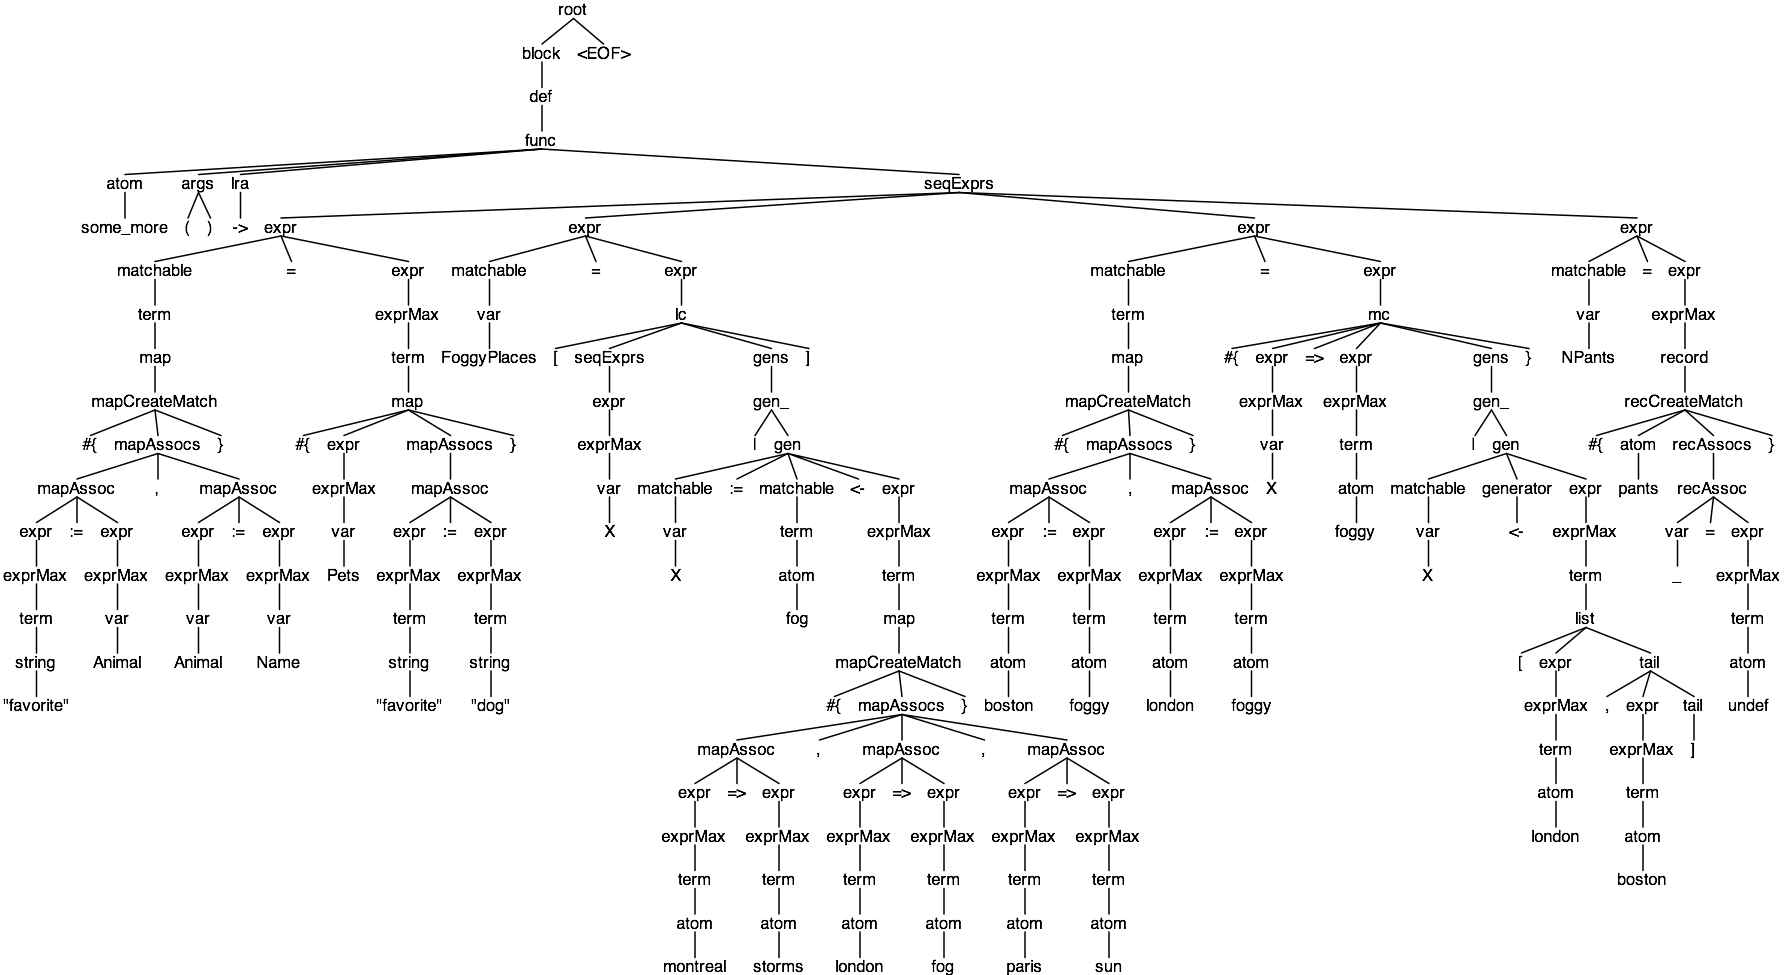 root
block <EOF>
def
func
atom args lra seqExprs
some_more ( ) -> expr expr expr expr
matchable = expr matchable = expr matchable = expr matchable = expr
term exprMax var lc term mc var exprMax
map term FoggyPlaces [ seqExprs gens ] map #{ expr => expr gens } NPants record
mapCreateMatch map expr gen_ mapCreateMatch exprMax exprMax gen_ recCreateMatch
#{ mapAssocs } #{ expr mapAssocs } exprMax | gen #{ mapAssocs } var term | gen #{ atom recAssocs }
mapAssoc , mapAssoc exprMax mapAssoc var matchable := matchable <- expr mapAssoc , mapAssoc X atom matchable generator expr pants recAssoc
expr := expr expr := expr var expr := expr X var term exprMax expr := expr expr := expr foggy var <- exprMax var = expr
exprMax exprMax exprMax exprMax Pets exprMax exprMax X atom term exprMax exprMax exprMax exprMax X term _ exprMax
term var var var term term fog map term term term term list term
string Animal Animal Name string string mapCreateMatch atom atom atom atom [ expr tail atom
"favorite" "favorite" "dog" #{ mapAssocs } boston foggy london foggy exprMax , expr tail undef
mapAssoc , mapAssoc , mapAssoc term exprMax ]
expr => expr expr => expr expr => expr atom term
exprMax exprMax exprMax exprMax exprMax exprMax london atom
term term term term term term boston
atom atom atom atom atom atom
montreal storms london fog paris sun